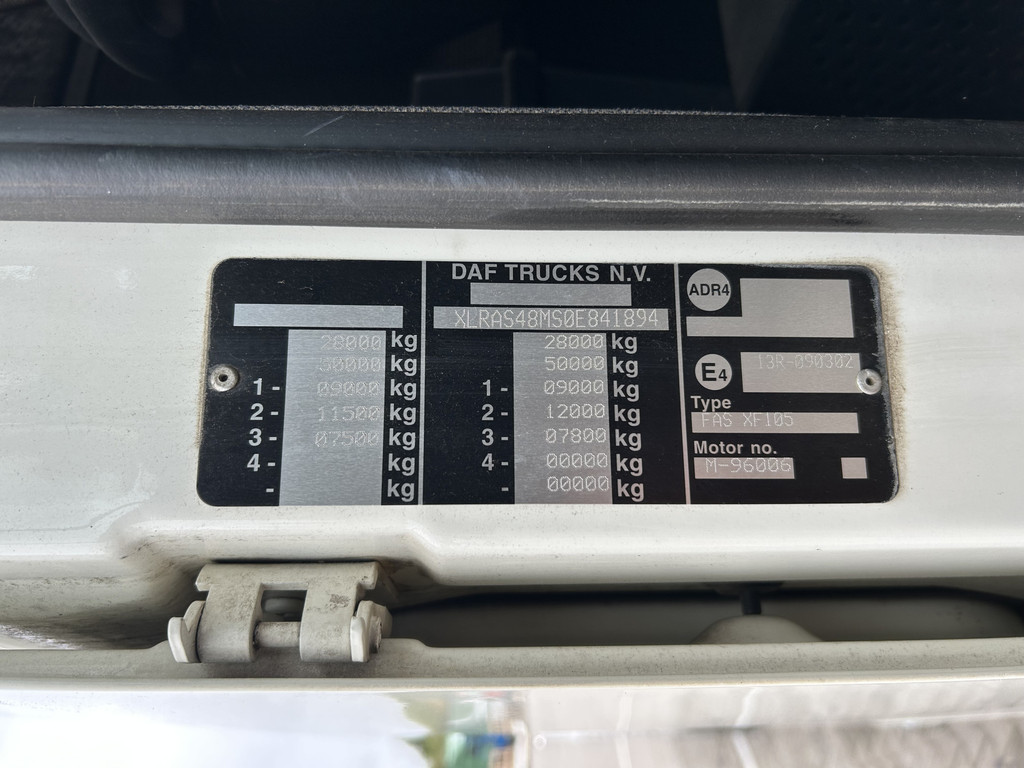 DAF TRUCKS N.V.
XLRAS48MS0E841894
28000 kg
50000 kg
1 - 09000 kg
2 - 11500 kg
3 - 07500 kg
4 - kg
- kg
28000 kg
50000 kg
1 - 09000 kg
2 - 12000 kg
3 - 07800 kg
4 - 00000 kg
- 00000 kg
ADR4
E4 13R-090302
Type
FAS XF105
Motor no.
M-96006